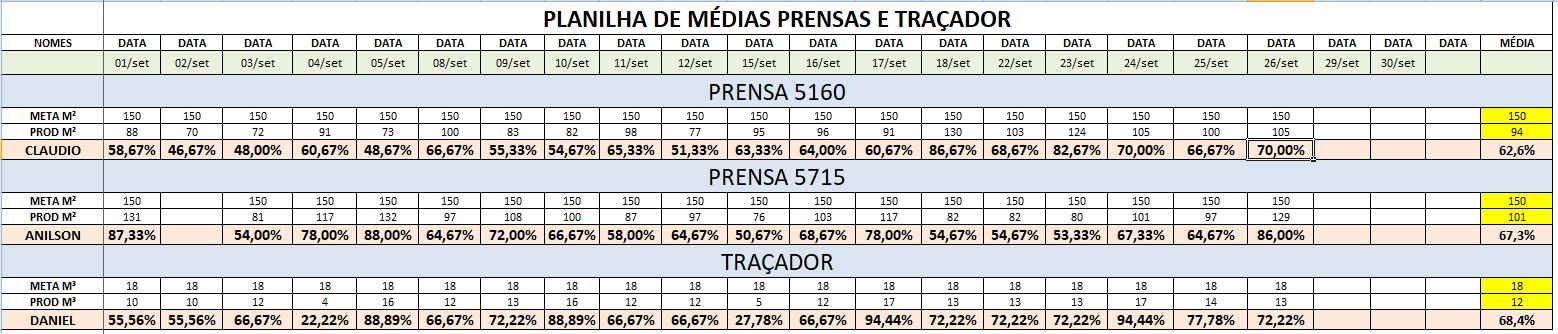 PLANILHA DE MÉDIAS PRENSAS E TRAÇADOR
NOMES DATA DATA DATA DATA DATA DATA DATA DATA DATA DATA DATA DATA DATA DATA DATA DATA DATA DATA DATA DATA DATA DATA MÉDIA
01/set 02/set 03/set 04/set 05/set 08/set 09/set 10/set 11/set 12/set 15/set 16/set 17/set 18/set 22/set 23/set 24/set 25/set 26/set 29/set 30/set
PRENSA 5160
META M² 150 150 150 150 150 150 150 150 150 150 150 150 150 150 150 150 150 150 150 150
PROD M² 88 70 72 91 73 100 83 82 98 77 95 96 91 130 103 124 105 100 105 94
CLAUDIO 58,67% 46,67% 48,00% 60,67% 48,67% 66,67% 55,33% 54,67% 65,33% 51,33% 63,33% 64,00% 60,67% 86,67% 68,67% 82,67% 70,00% 66,67% 70,00% 62,6%
PRENSA 5715
META M² 150 150 150 150 150 150 150 150 150 150 150 150 150 150 150 150 150 150 150
PROD M² 131 81 117 132 97 108 100 87 97 76 103 117 82 82 80 101 97 129 101
ANILSON 87,33% 54,00% 78,00% 88,00% 64,67% 72,00% 66,67% 58,00% 64,67% 50,67% 68,67% 78,00% 54,67% 54,67% 53,33% 67,33% 64,67% 86,00% 67,3%
TRAÇADOR
META M³ 18 18 18 18 18 18 18 18 18 18 18 18 18 18 18 18 18 18 18 18
PROD M³ 10 10 12 4 16 12 13 16 12 12 5 12 17 13 13 13 17 14 13 12
DANIEL 55,56% 55,56% 66,67% 22,22% 88,89% 66,67% 72,22% 88,89% 66,67% 66,67% 27,78% 66,67% 94,44% 72,22% 72,22% 72,22% 94,44% 77,78% 72,22% 68,4%